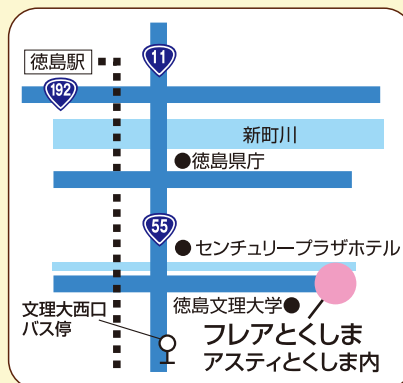 徳島駅
11
192
新町川
●徳島県庁
55
●センチュリープラザホテル
徳島文理大学●
文理大西口
バス停
フレアとくしま
アスティとくしま内